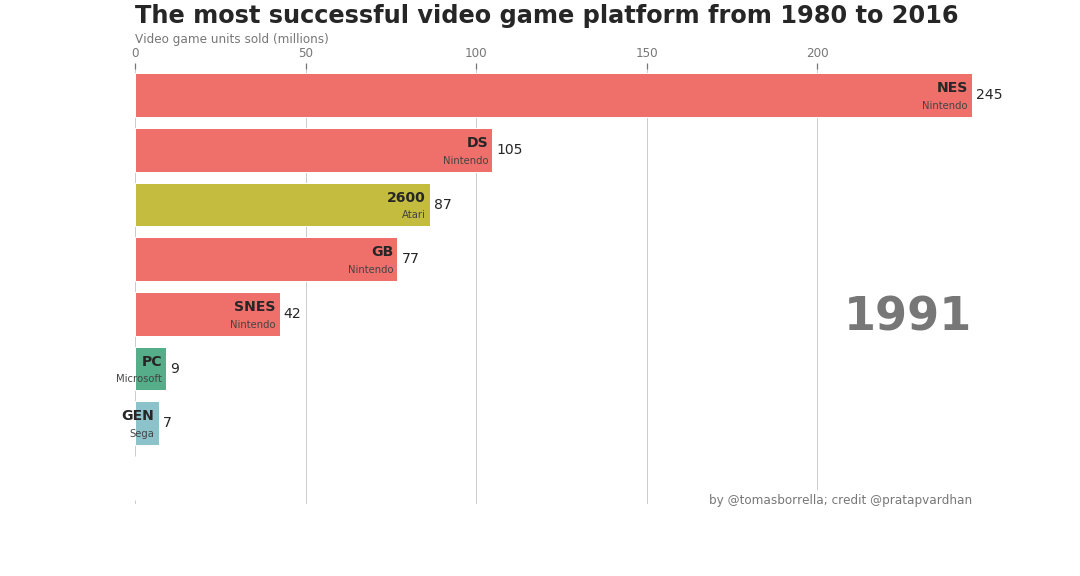 The most successful video game platform from 1980 to 2016
Video game units sold (millions)
0 50 100 150 200
NES
Nintendo
245
DS
Nintendo
105
2600
Atari
87
GB
Nintendo
77
SNES
Nintendo
42
1991
PC
Microsoft
9
GEN
Sega
7
by @tomasborrella; credit @pratapvardhan